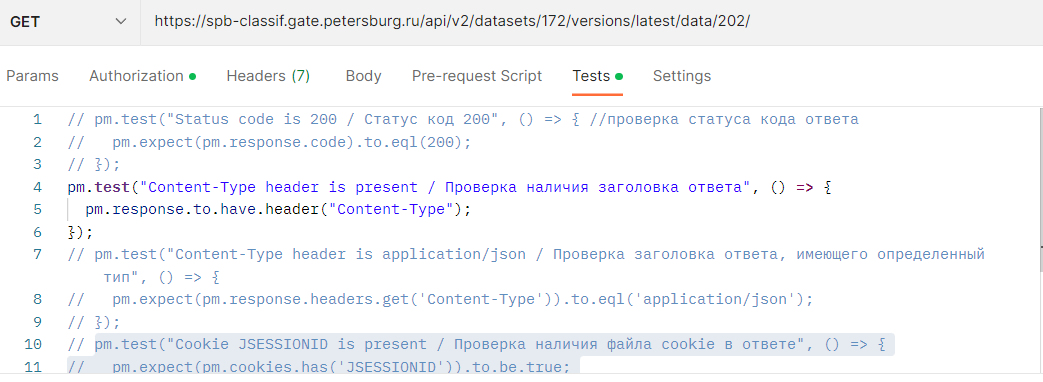 GET https://spb-classif.gate.petersburg.ru/api/v2/datasets/172/versions/latest/data/202/
Params Authorization Headers (7) Body Pre-request Script Tests Settings
1 // pm.test("Status code is 200 / Статус код 200", () => { //проверка статуса кода ответа
2 //   pm.expect(pm.response.code).to.eql(200);
3 // });
4 pm.test("Content-Type header is present / Проверка наличия заголовка ответа", () => {
5   pm.response.to.have.header("Content-Type");
6 });
7 // pm.test("Content-Type header is application/json / Проверка заголовка ответа, имеющего определенный
тип", () => {
8 //   pm.expect(pm.response.headers.get('Content-Type')).to.eql('application/json');
9 // });
10 // pm.test("Cookie JSESSIONID is present / Проверка наличия файла cookie в ответе", () => {
11 //   pm.expect(pm.cookies.has('JSESSIONID')).to.be.true;